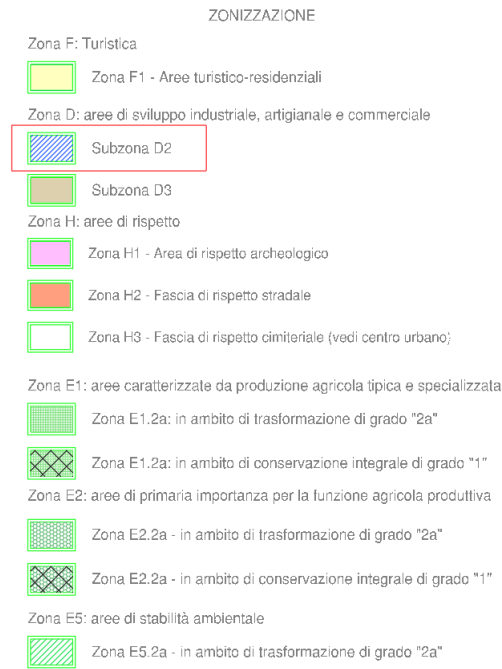 ZONIZZAZIONE
Zona F: Turistica
Zona F1 - Aree turistico-residenziali
Zona D: aree di sviluppo industriale, artigianale e commerciale
Subzona D2
Subzona D3
Zona H: aree di rispetto
Zona H1 - Area di rispetto archeologico
Zona H2 - Fascia di rispetto stradale
Zona H3 - Fascia di rispetto cimiteriale (vedi centro urbano)
Zona E1: aree caratterizzate da produzione agricola tipica e specializzata
Zona E1.2a: in ambito di trasformazione di grado "2a"
Zona E1.2a: in ambito di conservazione integrale di grado "1"
Zona E2: aree di primaria importanza per la funzione agricola produttiva
Zona E2.2a - in ambito di trasformazione di grado "2a"
Zona E2.2a - in ambito di conservazione integrale di grado "1"
Zona E5: aree di stabilità ambientale
Zona E5.2a - in ambito di trasformazione di grado "2a"